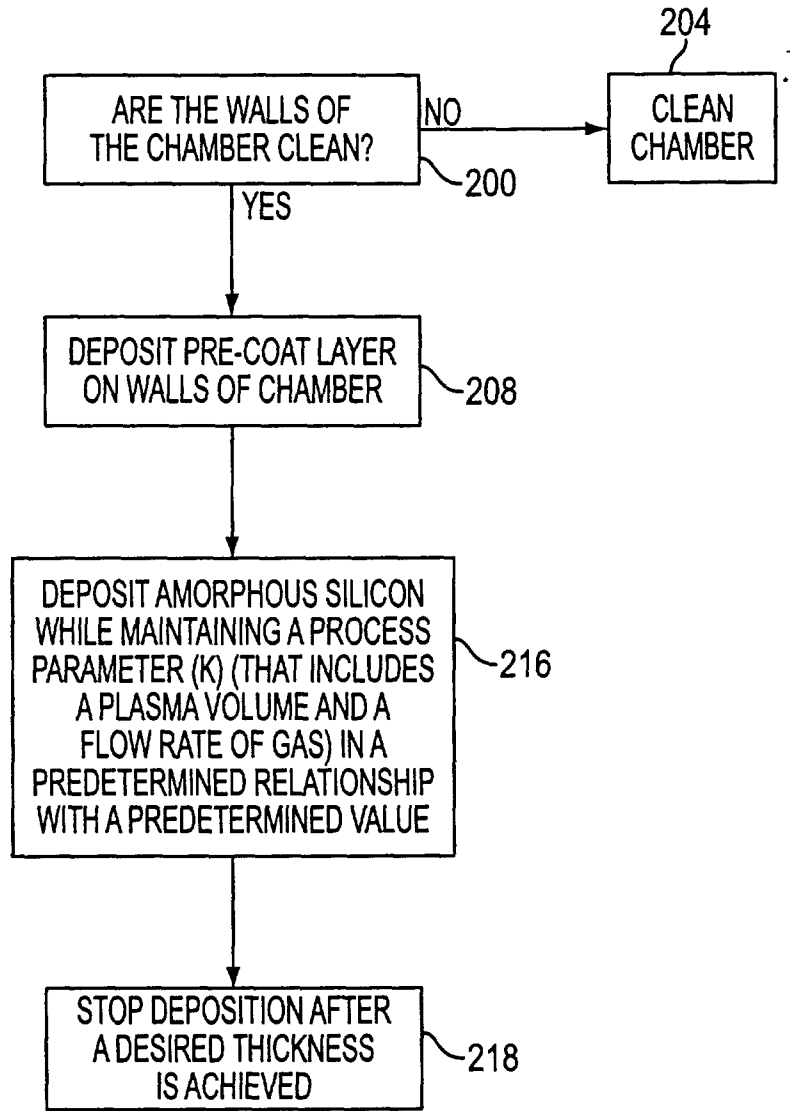 204
ARE THE WALLS OF
THE CHAMBER CLEAN?
NO
CLEAN
CHAMBER
200
YES
DEPOSIT PRE-COAT LAYER
ON WALLS OF CHAMBER
208
DEPOSIT AMORPHOUS SILICON
WHILE MAINTAINING A PROCESS
PARAMETER (K) (THAT INCLUDES
A PLASMA VOLUME AND A
FLOW RATE OF GAS) IN A
PREDETERMINED RELATIONSHIP
WITH A PREDETERMINED VALUE
216
STOP DEPOSITION AFTER
A DESIRED THICKNESS
IS ACHIEVED
218